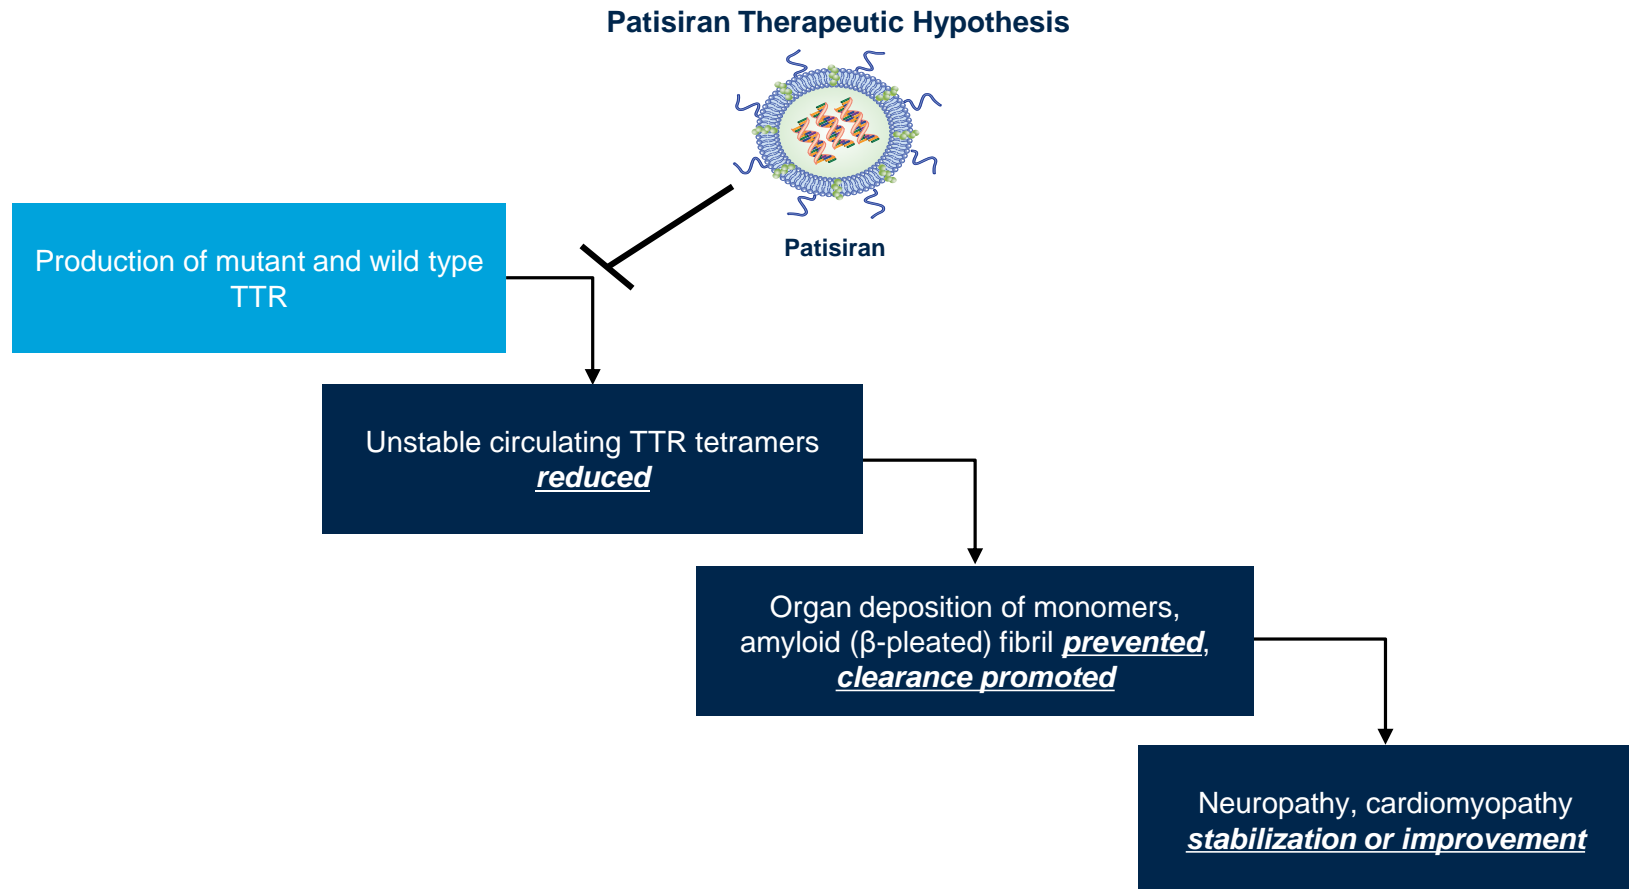 Patisiran Therapeutic Hypothesis
Patisiran
Production of mutant and wild type
TTR
Unstable circulating TTR tetramers
reduced
Organ deposition of monomers,
amyloid (β-pleated) fibril prevented,
clearance promoted
Neuropathy, cardiomyopathy
stabilization or improvement